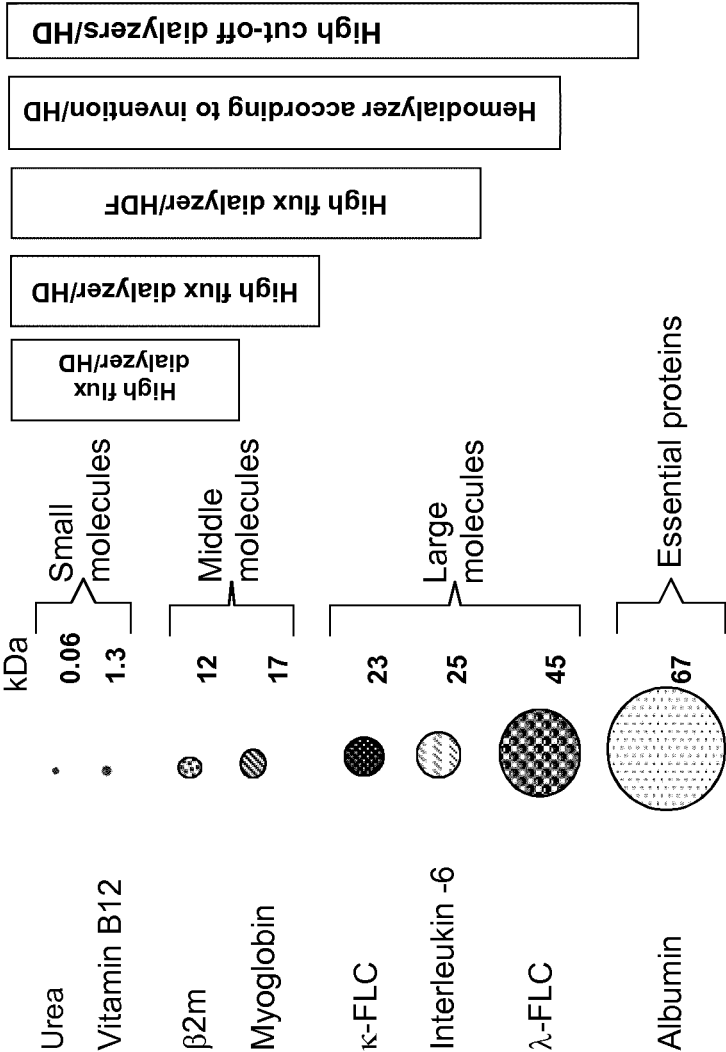 kDa
Urea
0.06
Vitamin B12
1.3
Small
molecules
β2m
12
Myoglobin
17
Middle
molecules
κ-FLC
23
Interleukin -6
25
λ-FLC
45
Large
molecules
Albumin
67
Essential proteins
High flux
dialyzer/HD
High flux dialyzer/HD
High flux dialyzer/HDF
Hemodialyzer according to invention/HD
High cut-off dialyzers/HD